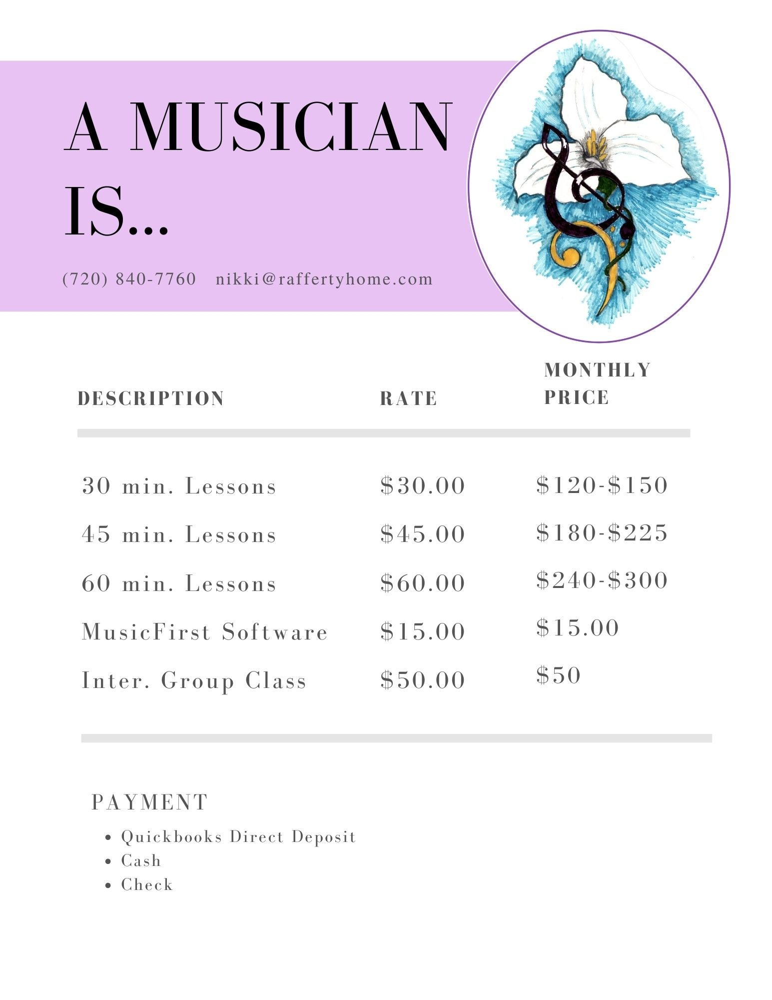 A MUSICIAN
IS...
(720) 840-7760 nikki@raffertyhome.com
DESCRIPTION RATE MONTHLY PRICE
30 min. Lessons $30.00 $120-$150
45 min. Lessons $45.00 $180-$225
60 min. Lessons $60.00 $240-$300
MusicFirst Software $15.00 $15.00
Inter. Group Class $50.00 $50
PAYMENT
• Quickbooks Direct Deposit
• Cash
• Check